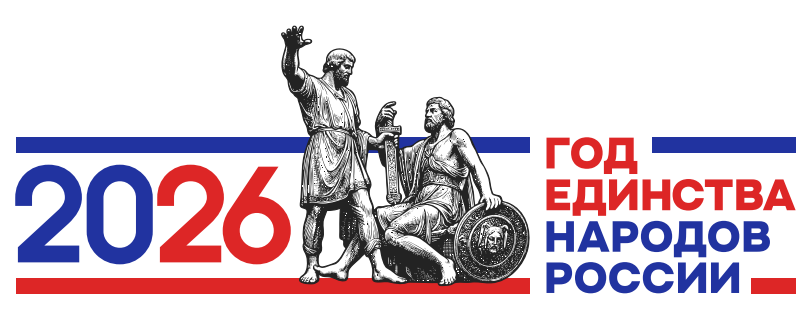 2026
ГОД
ЕДИНСТВА
НАРОДОВ
РОССИИ